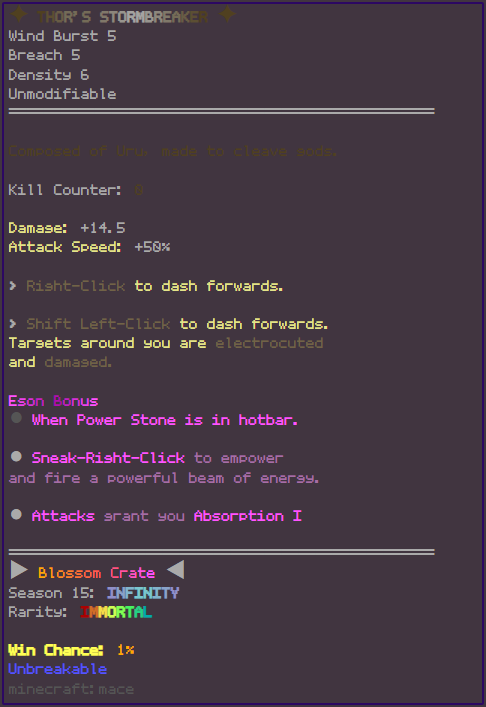 ✦ THOR'S STORMBREAKER ✦
Wind Burst 5
Breach 5
Density 6
Unmodifiable
Composed of Uru, made to cleave gods.
Kill Counter: 0
Damage: +14.5
Attack Speed: +50%
> Right-Click to dash forwards.
> Shift Left-Click to dash forwards.
Targets around you are electrocuted
and damaged.
Eson Bonus
● When Power Stone is in hotbar.
● Sneak-Right-Click to empower
and fire a powerful beam of energy.
● Attacks grant you Absorption I
▶ Blossom Crate ◀
Season 15: INFINITY
Rarity: IMMORTAL
Win Chance: 1%
Unbreakable
minecraft:mace